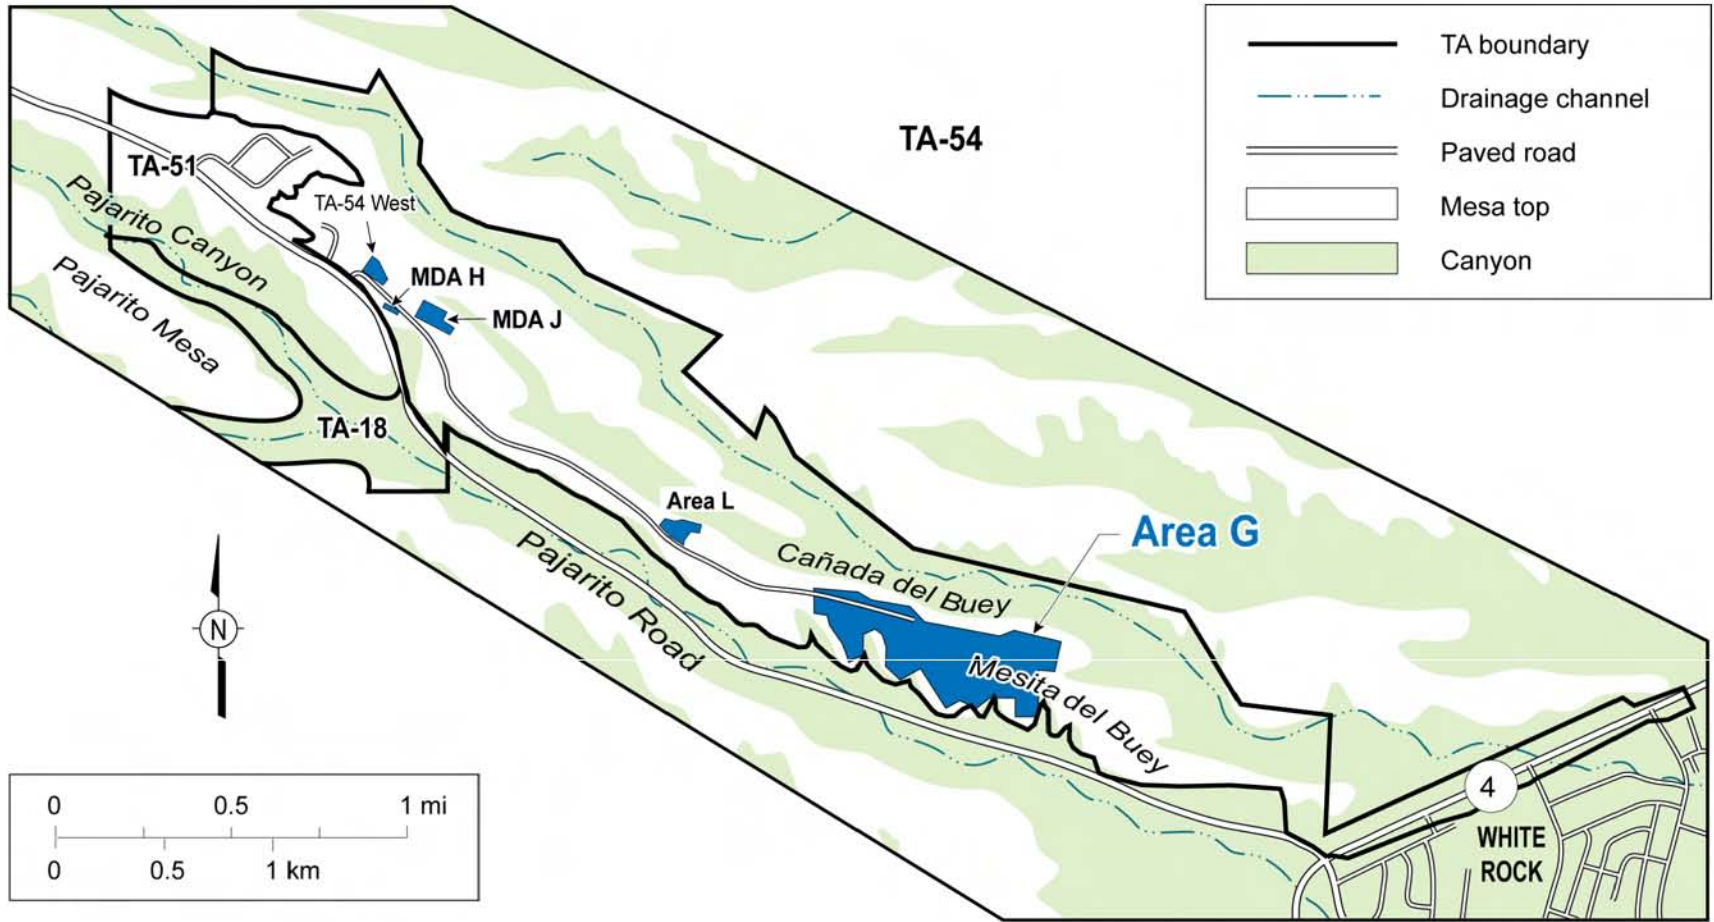 TA boundary
Drainage channel
Paved road
Mesa top
Canyon
TA-54
TA-51
TA-54 West
Pajarito Canyon
Pajarito Mesa
MDA H
MDA J
TA-18
Area L
Area G
Cañada del Buey
Pajarito Road
Mesita del Buey
N
4
WHITE
ROCK
0 0.5 1 mi
0 0.5 1 km